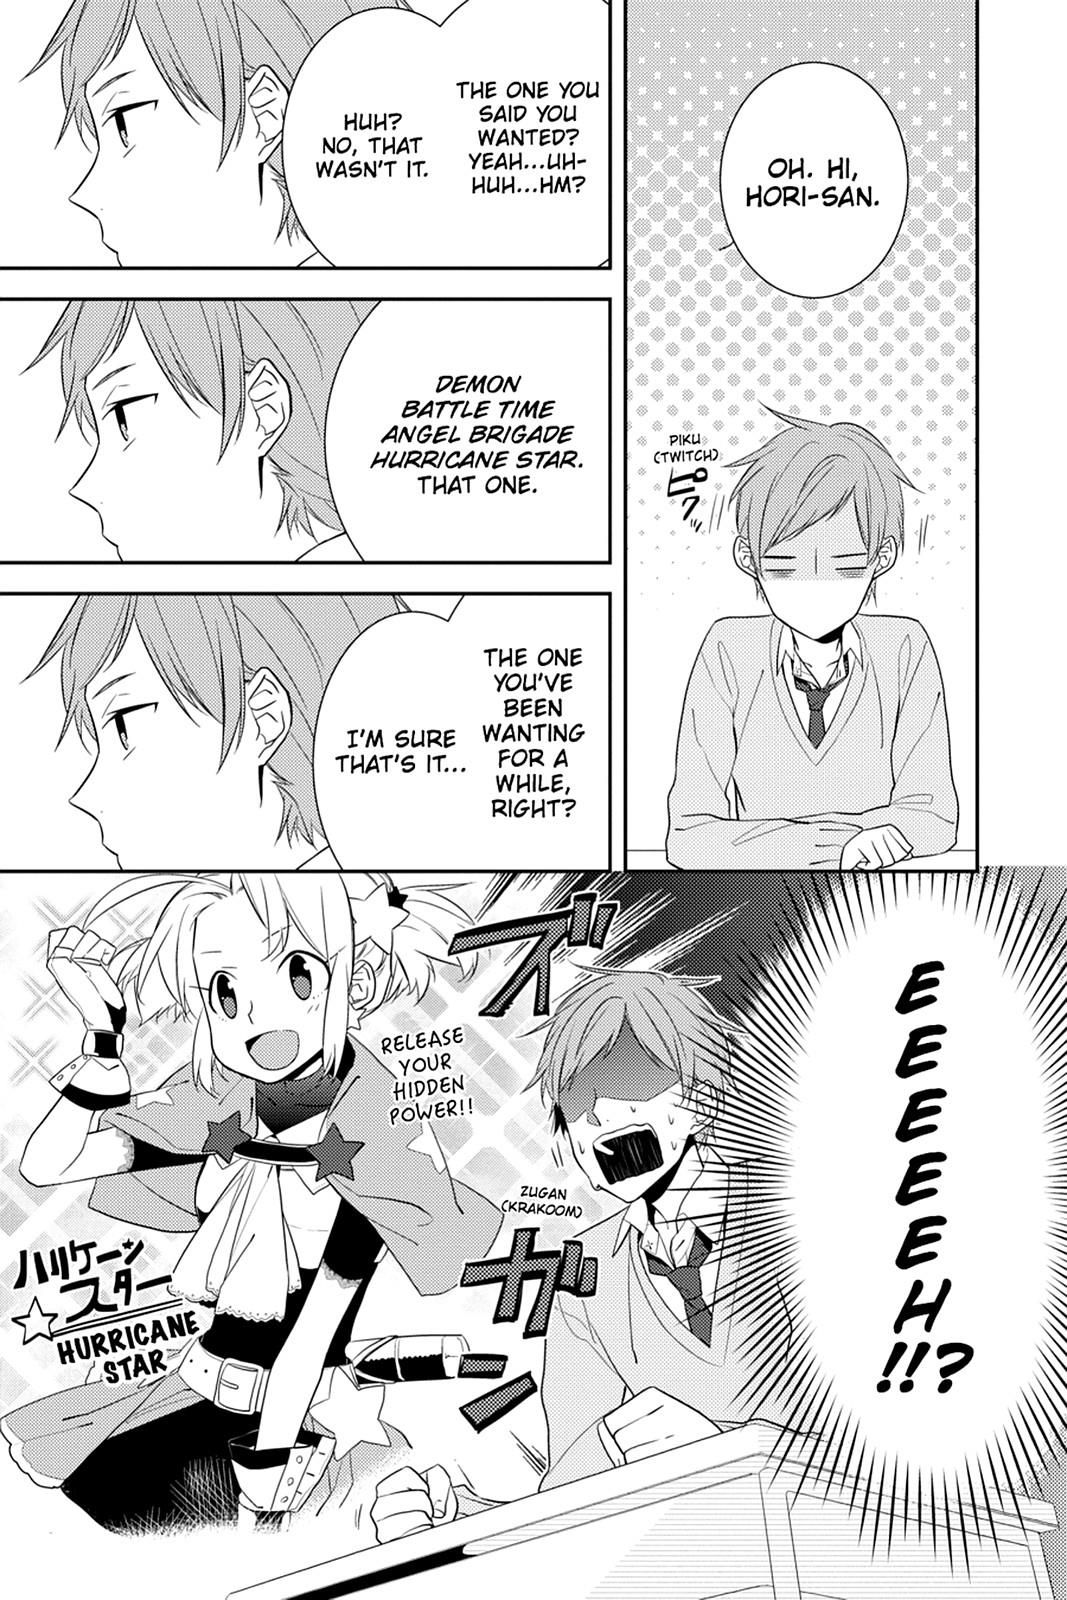 OH. HI,
HORI-SAN.
PIKU
(TWITCH)
ピク
THE ONE YOU
SAID YOU
WANTED?
YEAH...UH-
HUH...HM?
HUH?
NO, THAT
WASN'T IT.
DEMON
BATTLE TIME
ANGEL BRIGADE
HURRICANE STAR.
THAT ONE.
THE ONE
YOU'VE
BEEN
WANTING
FOR A
WHILE,
RIGHT?
I'M SURE
THAT'S IT...
EEEEEH!!?
ズガン
ZUGAN
(KRAKOOM)
RELEASE
YOUR
HIDDEN
POWER!!
ハリケーン
スター
HURRICANE
STAR